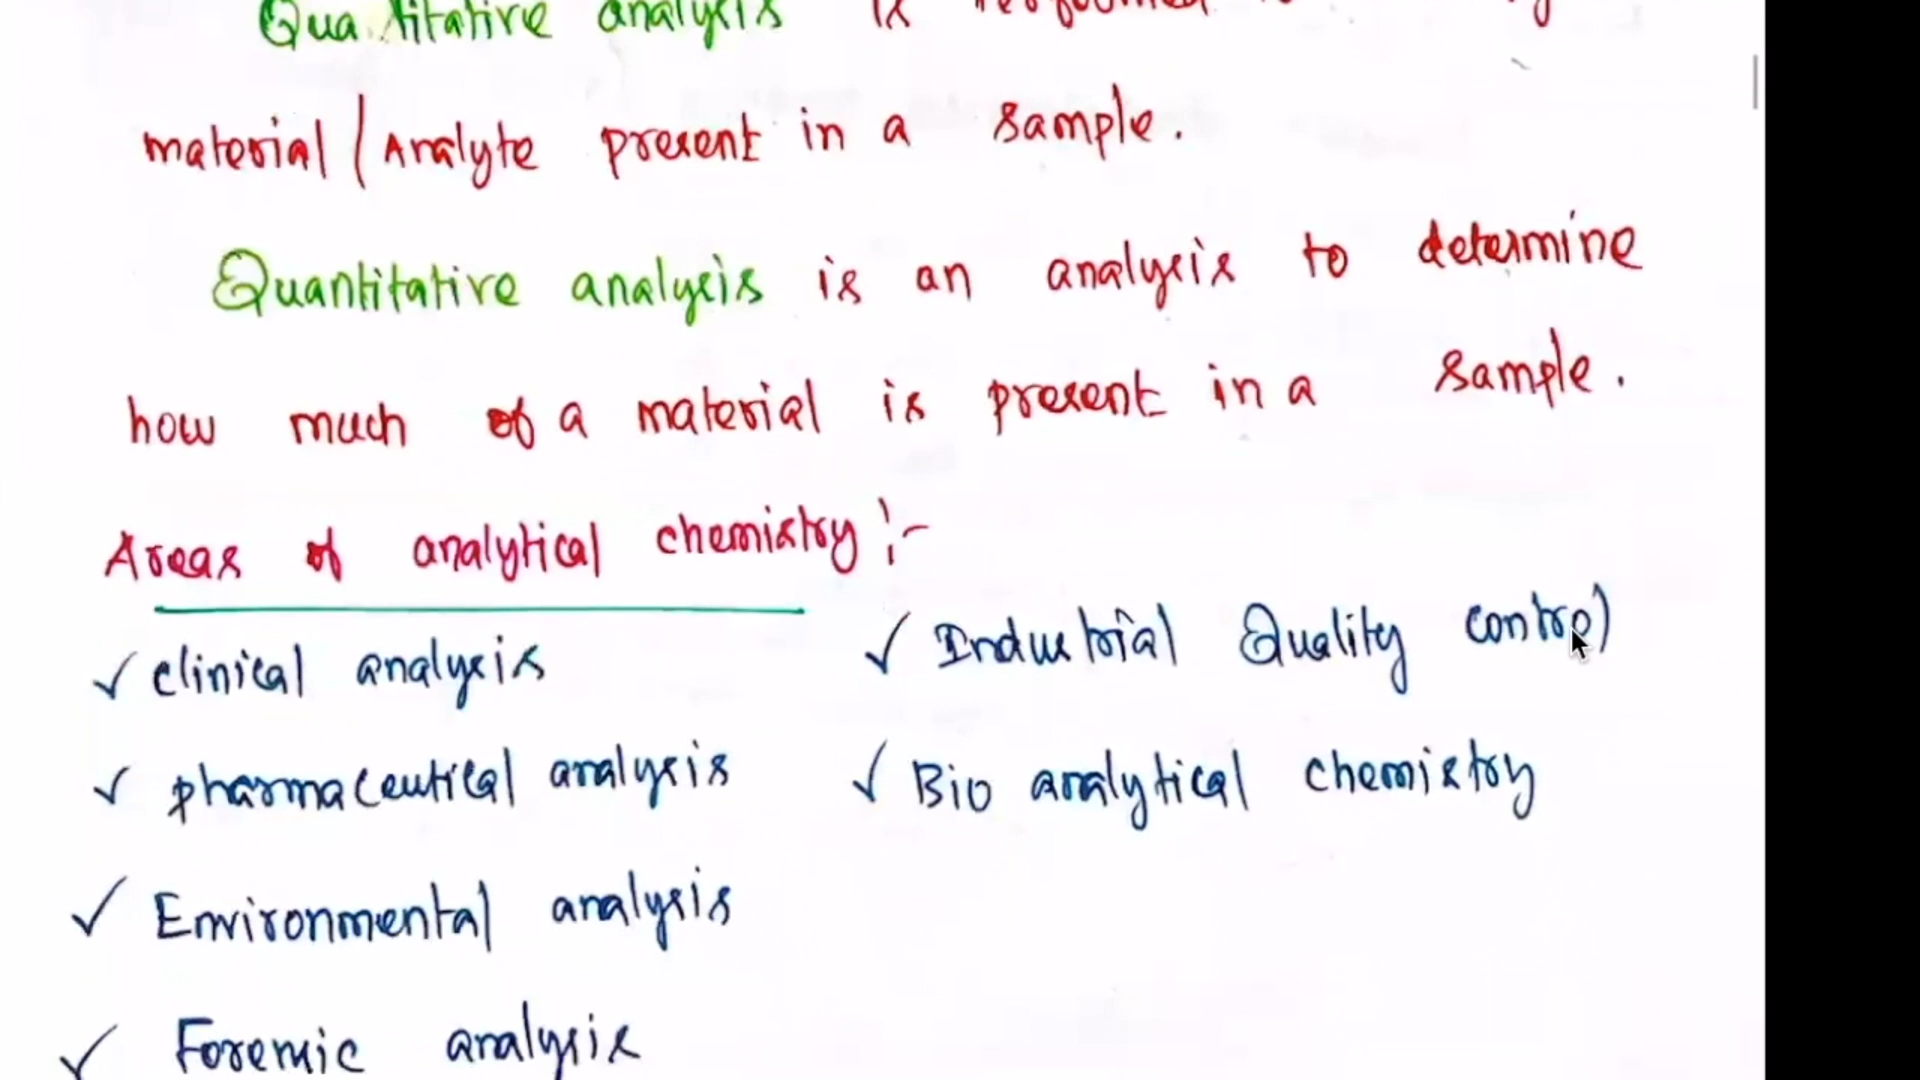 Qualitative analysis is
material / Analyte present in a sample.
Quantitative analysis is an analysis to determine
how much of a material is present in a sample.
Areas of analytical chemistry :-
✓ clinical analysis
✓ Industrial Quality control
✓ pharmaceutical analysis
✓ Bio analytical chemistry
✓ Environmental analysis
✓ Forensic analysis